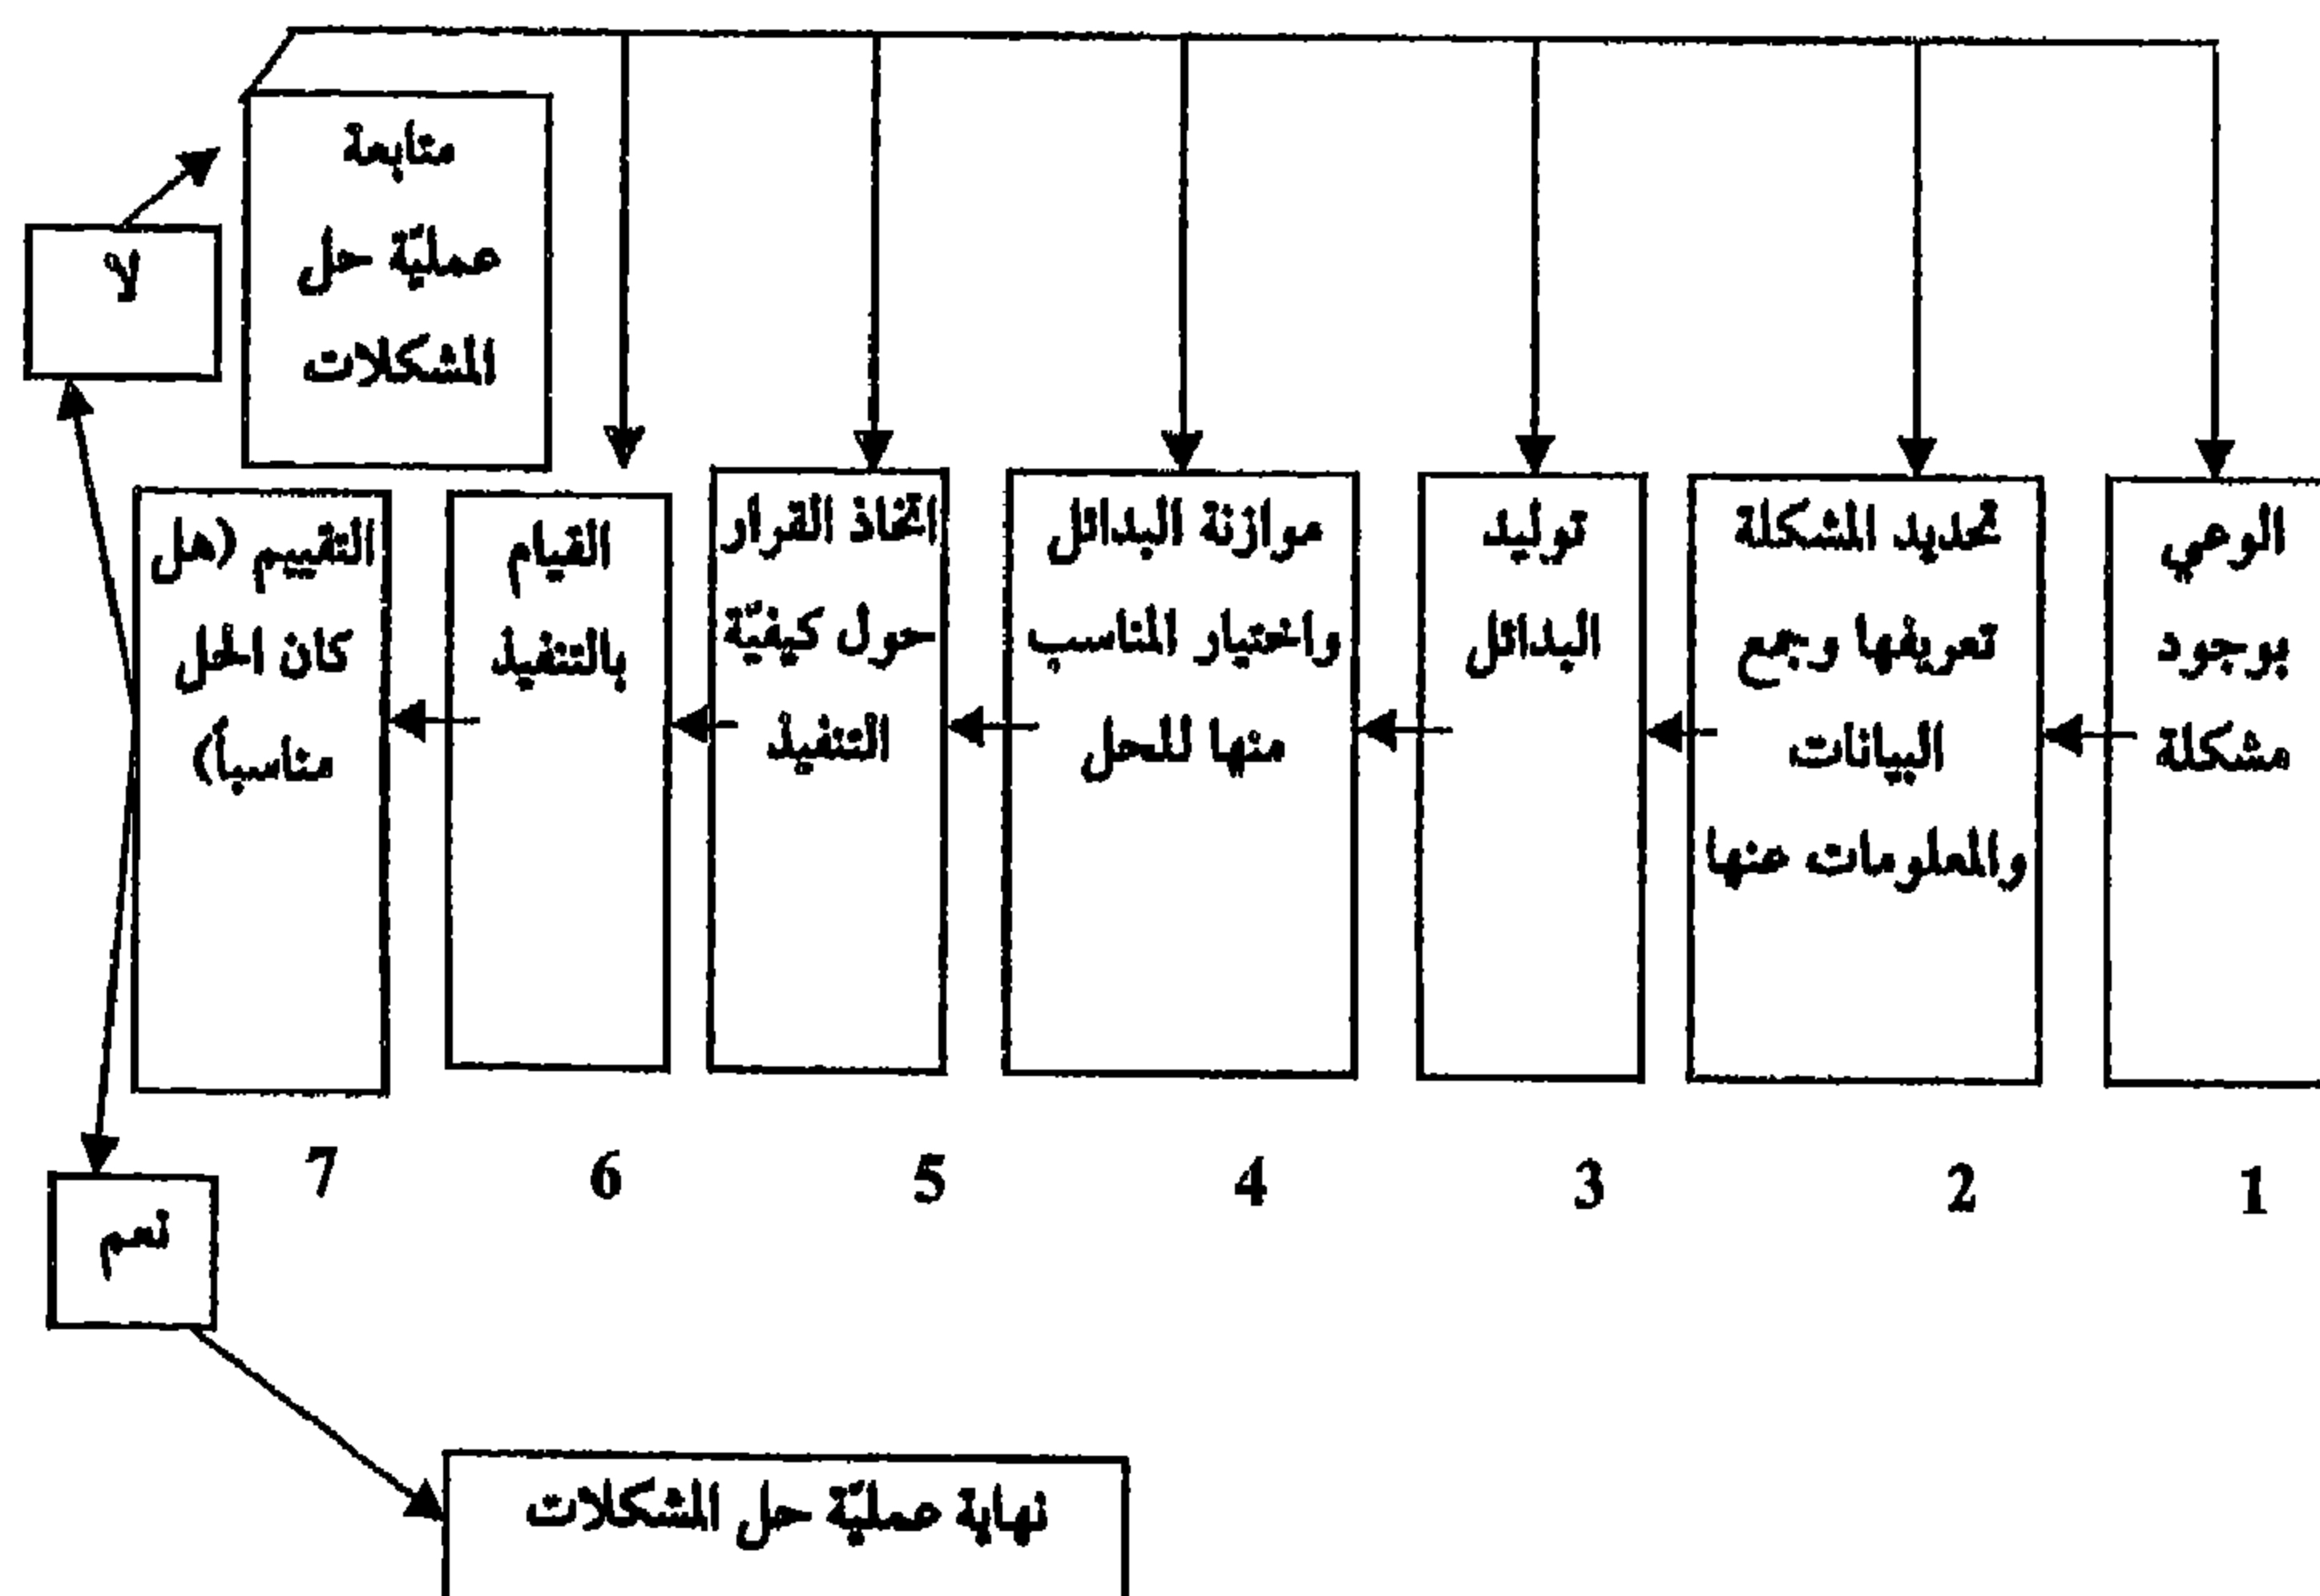 متابعة
عملية حل
المشكلات
لا
الوعي
بوجود
مشكلة
تحديد المشكلة
تعريفها وجمع
البيانات
والمعلومات عنها
توليد
البدائل
موازنة البدائل
واختيار المناسب
منها للحل
اتخاذ القرار
حول كيفية
التنفيذ
القيام
بالتنفيذ
التقييم (هل
كان الحل
مناسبا)
1
2
3
4
5
6
7
نعم
نهاية عملية حل المشكلات